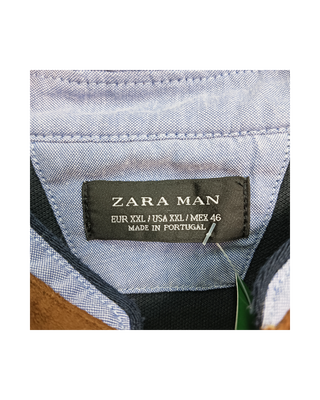 ZARA MAN
EUR XXL / USA XXL / MEX 46
MADE IN PORTUGAL